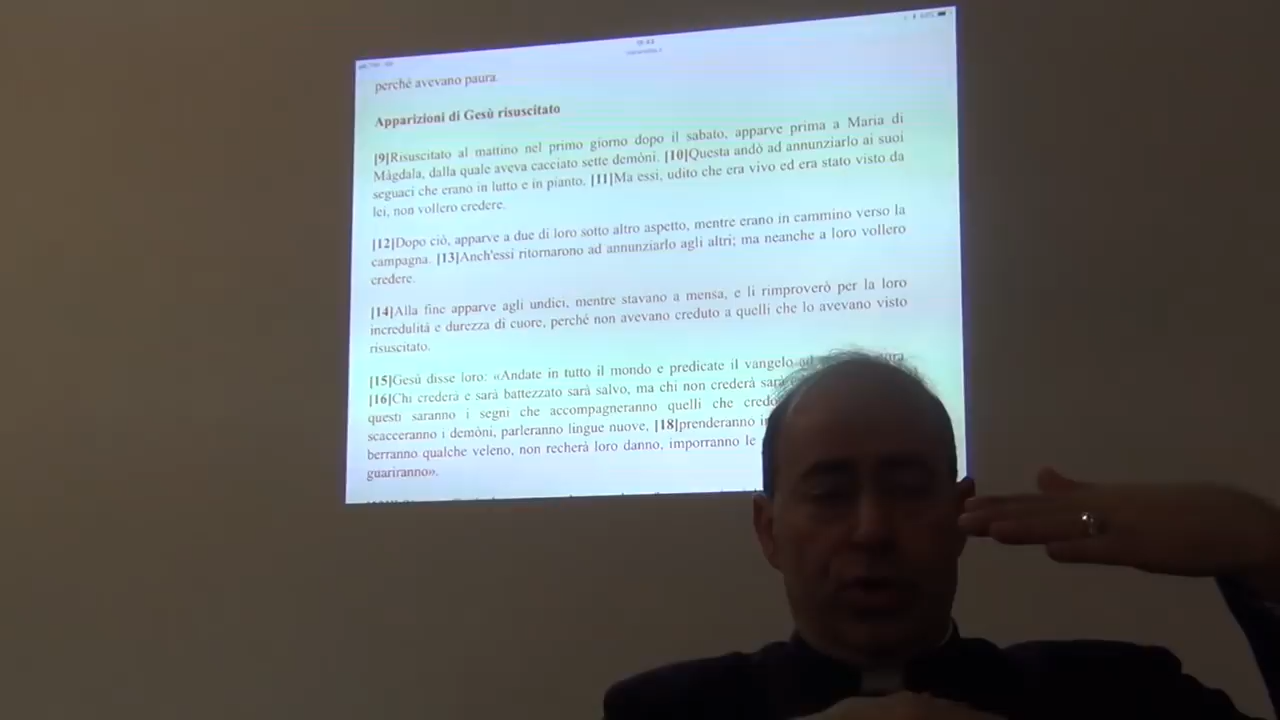 perché avevano paura.
Apparizioni di Gesù risuscitato
[9]Risuscitato al mattino nel primo giorno dopo il sabato, apparve prima a Maria di
Màgdala, dalla quale aveva cacciato sette demòni. [10]Questa andò ad annunziarlo ai suoi
seguaci che erano in lutto e in pianto. [11]Ma essi, udito che era vivo ed era stato visto da
lei, non vollero credere.
[12]Dopo ciò, apparve a due di loro sotto altro aspetto, mentre erano in cammino verso la
campagna. [13]Anch'essi ritornarono ad annunziarlo agli altri; ma neanche a loro vollero
credere.
[14]Alla fine apparve agli undici, mentre stavano a mensa, e li rimproverò per la loro
incredulità e durezza di cuore, perché non avevano creduto a quelli che lo avevano visto
risuscitato.
[15]Gesù disse loro: «Andate in tutto il mondo e predicate il vangelo ad
[16]Chi crederà e sarà battezzato sarà salvo, ma chi non crederà sarà
questi saranno i segni che accompagneranno quelli che
scacceranno i demòni, parleranno lingue nuove, [18]prenderanno
berranno qualche veleno, non recherà loro danno, imporranno le
guariranno».